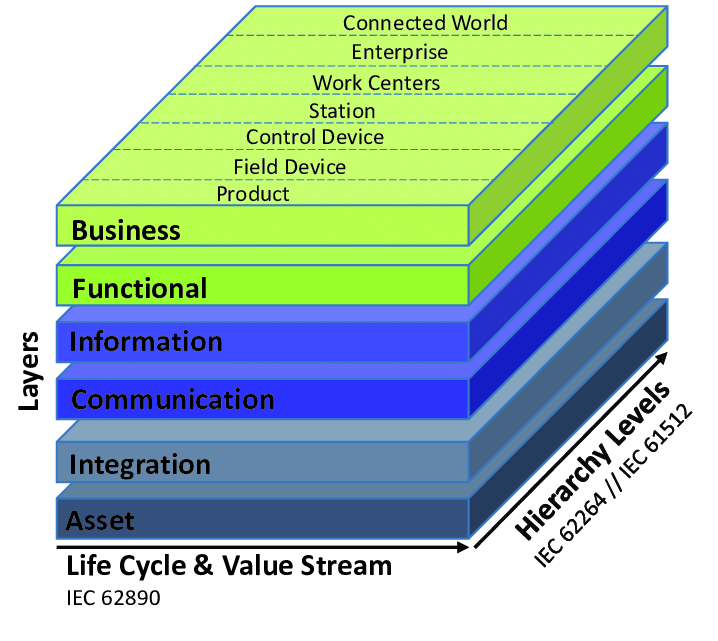 Connected World
Enterprise
Work Centers
Station
Control Device
Field Device
Product
Business
Functional
Information
Communication
Integration
Asset
Layers
Life Cycle & Value Stream
IEC 62890
Hierarchy Levels
IEC 62264 // IEC 61512